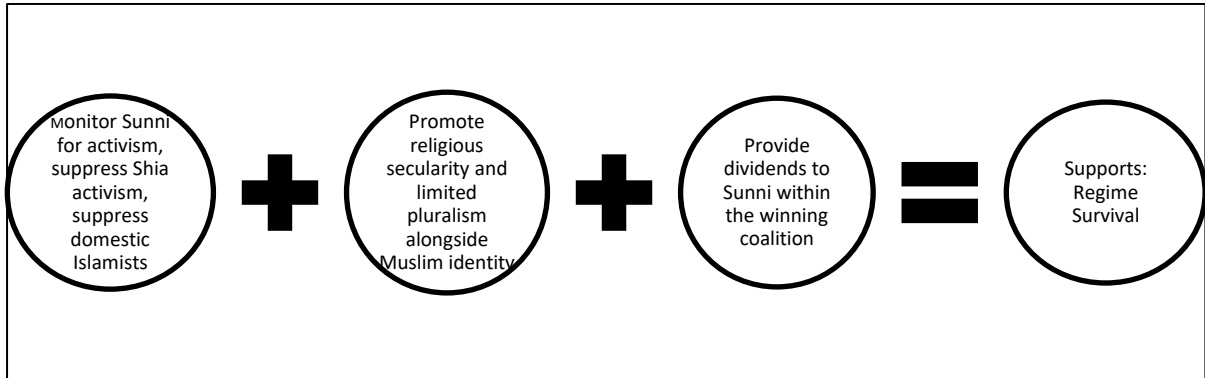 Monitor Sunni
for activism,
suppress Shia
activism,
suppress
domestic
Islamists
Promote
religious
secularity and
limited
pluralism
alongside
Muslim identity
Provide
dividends to
Sunni within
the winning
coalition
Supports:
Regime
Survival